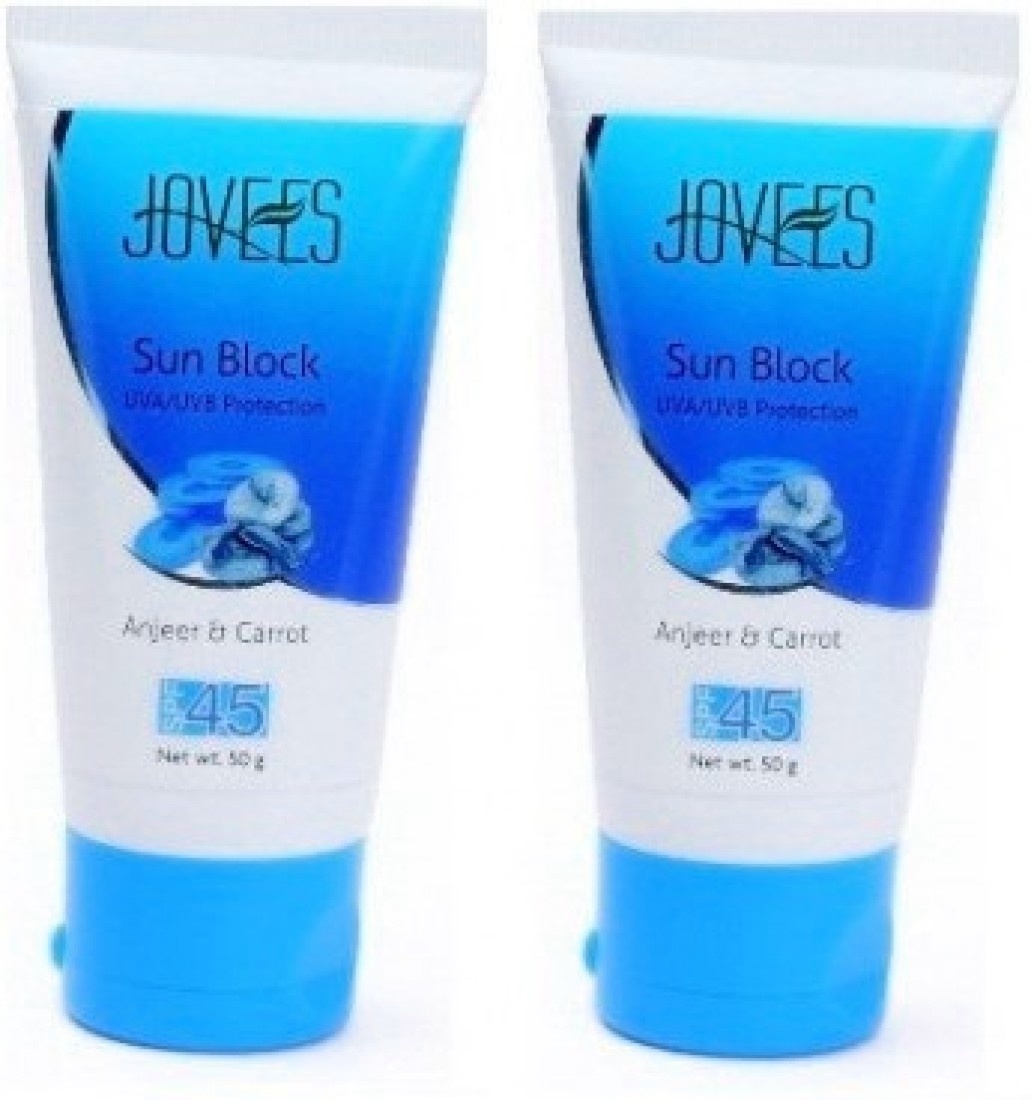 JOVEES
Sun Block
UVA/UVB Protection
Anjeer & Carrot
SPF 45
Net wt. 50 g
JOVEES
Sun Block
UVA/UVB Protection
Anjeer & Carrot
SPF 45
Net wt. 50 g